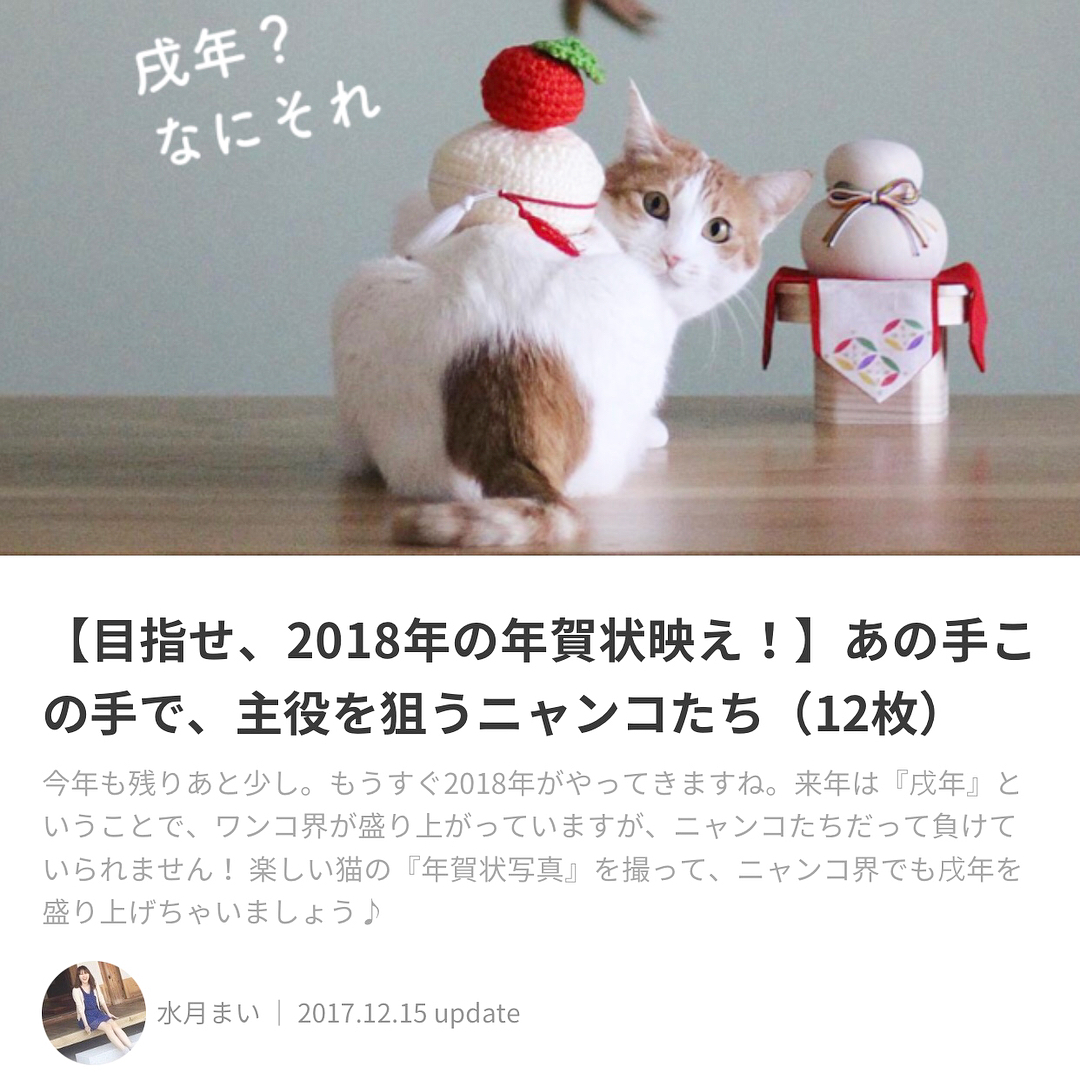 戌年？
なにそれ
【目指せ、2018年の年賀状映え！】あの手こ
の手で、主役を狙うニャンコたち（12枚）
今年も残りあと少し。もうすぐ2018年がやってきますね。来年は『戌年』と
いうことで、ワンコ界が盛り上がっていますが、ニャンコたちだって負けて
いられません！ 楽しい猫の『年賀状写真』を撮って、ニャンコ界でも戌年を
盛り上げちゃいましょう♪
水月まい｜2017.12.15 update